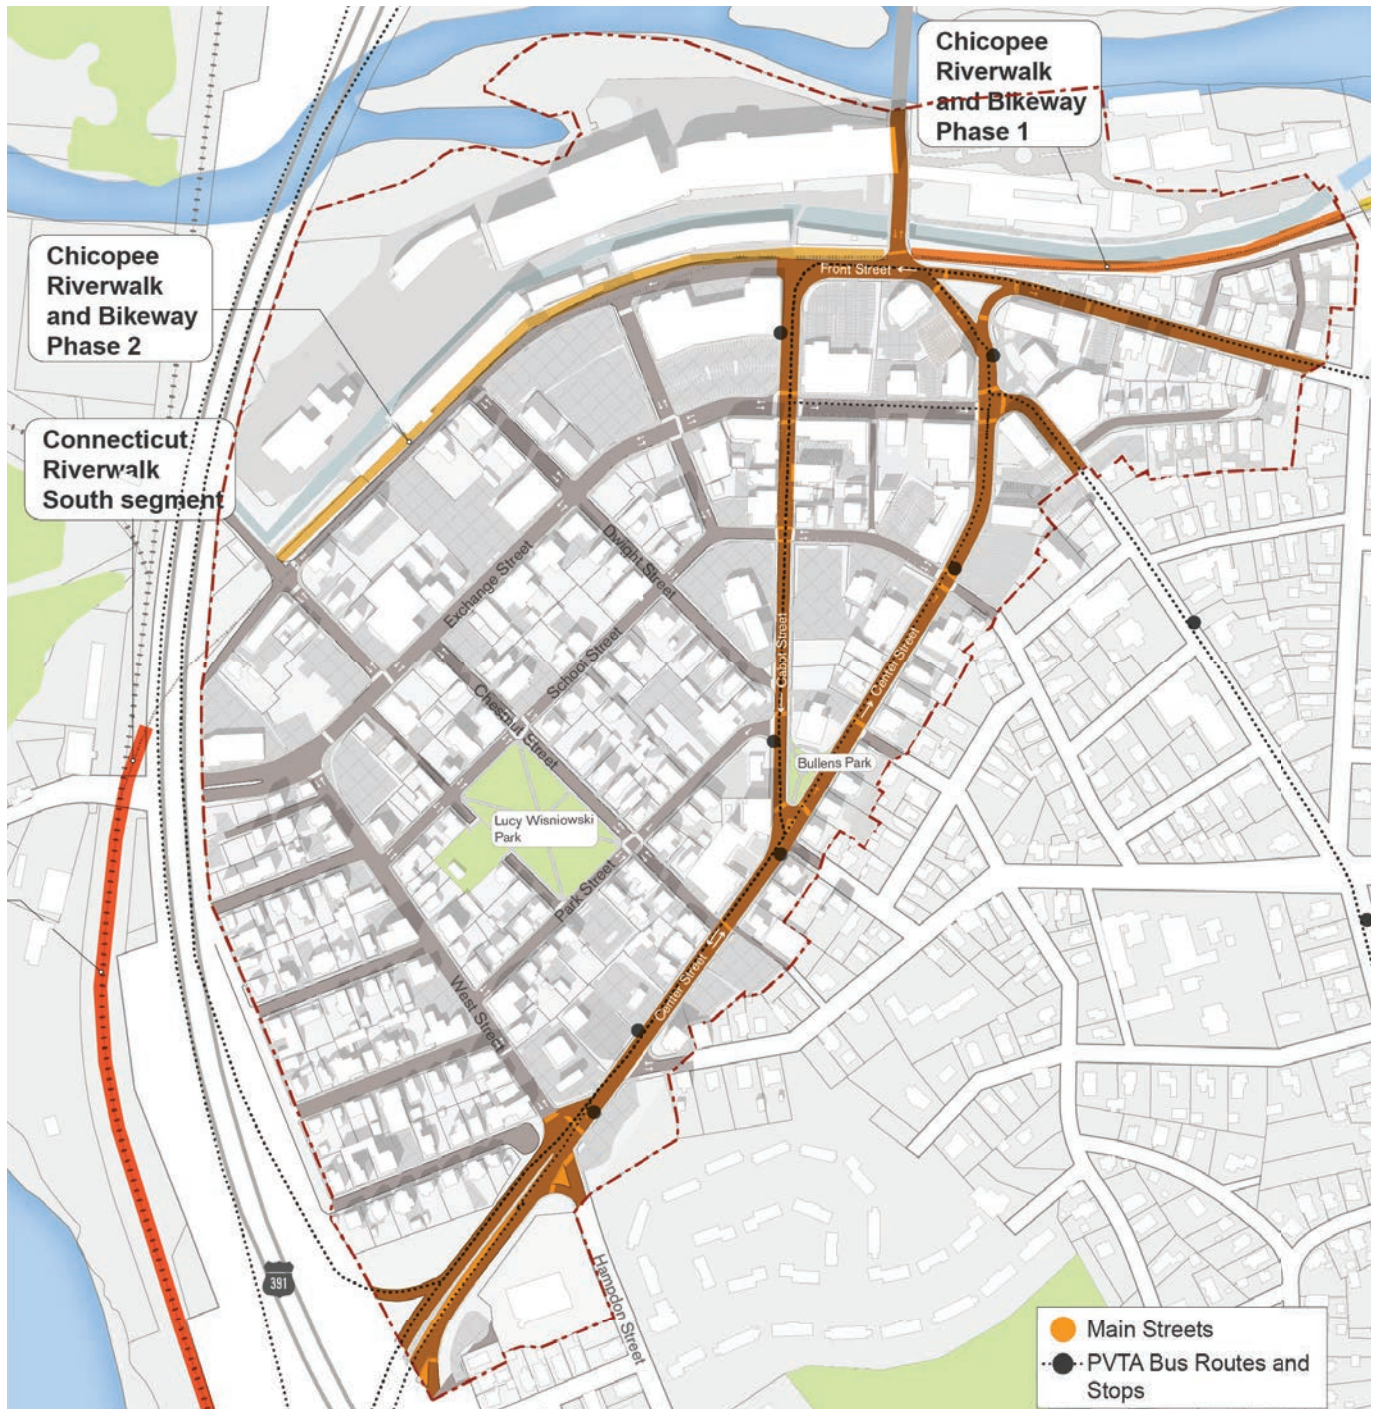 Chicopee
Riverwalk
and Bikeway
Phase 1
Chicopee
Riverwalk
and Bikeway
Phase 2
Front Street
Connecticut
Riverwalk
South segment
Exchange Street
Dwight Street
School Street
Chestnut Street
Cabot Street
Center Street
Bullens Park
Lucy Wisniowski
Park
Park Street
West Street
Center Street
391
Hampdon Street
Main Streets
PVTA Bus Routes and
Stops